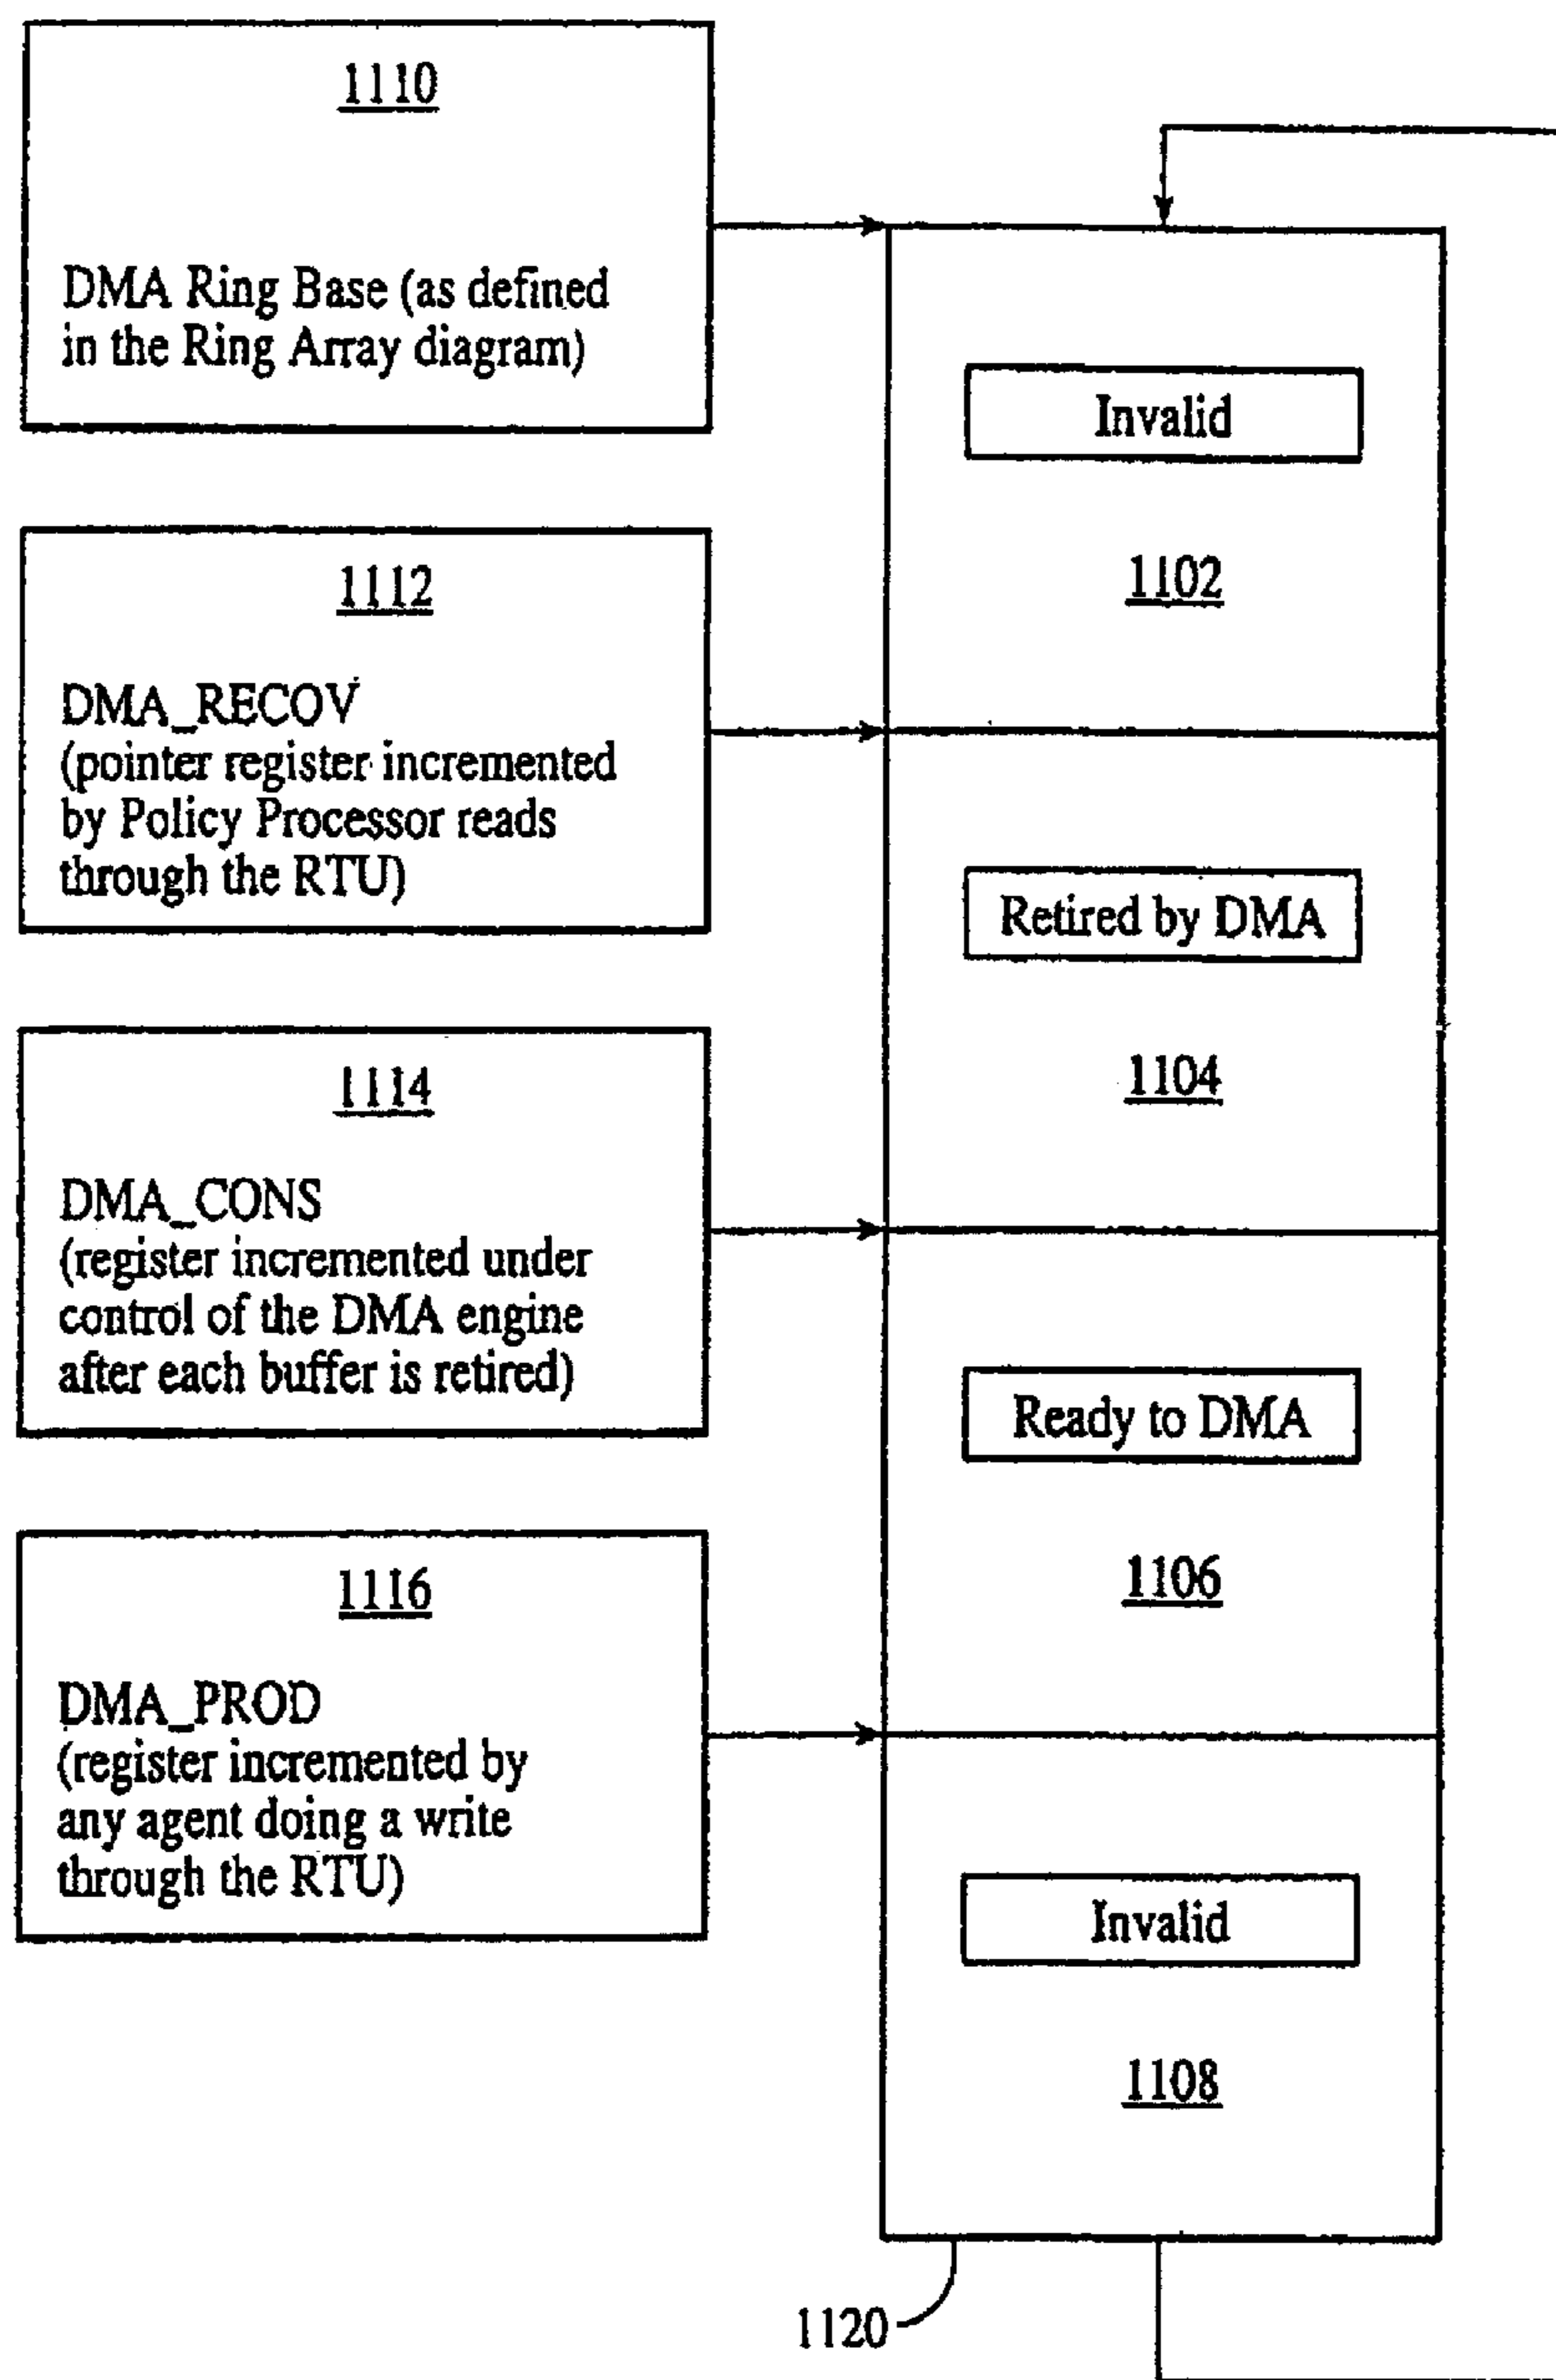 1110
DMA Ring Base (as defined
in the Ring Array diagram)
Invalid
1102
1112
DMA_RECOV
(pointer register incremented
by Policy Processor reads
through the RTU)
Retired by DMA
1104
1114
DMA_CONS
(register incremented under
control of the DMA engine
after each buffer is retired)
Ready to DMA
1106
1116
DMA_PROD
(register incremented by
any agent doing a write
through the RTU)
Invalid
1108
1120